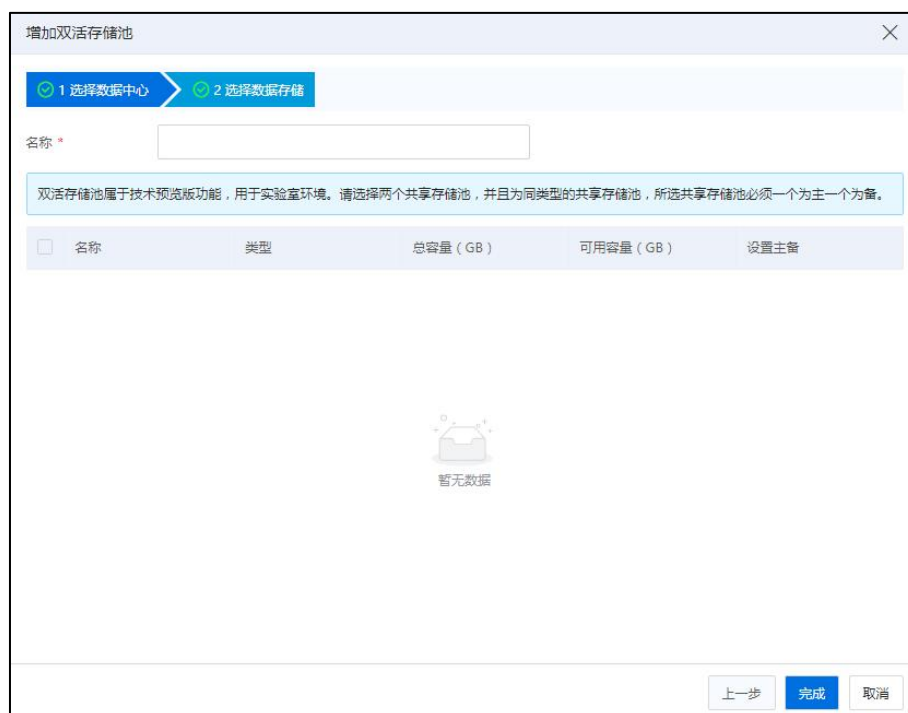 增加双活存储池
1 选择数据中心 2 选择数据存储
名称 *
双活存储池属于技术预览版功能，用于实验室环境。请选择两个共享存储池，并且为同类型的共享存储池，所选共享存储池必须一个为主一个为备。
名称 类型 总容量（GB） 可用容量（GB） 设置主备
暂无数据
上一步 完成 取消